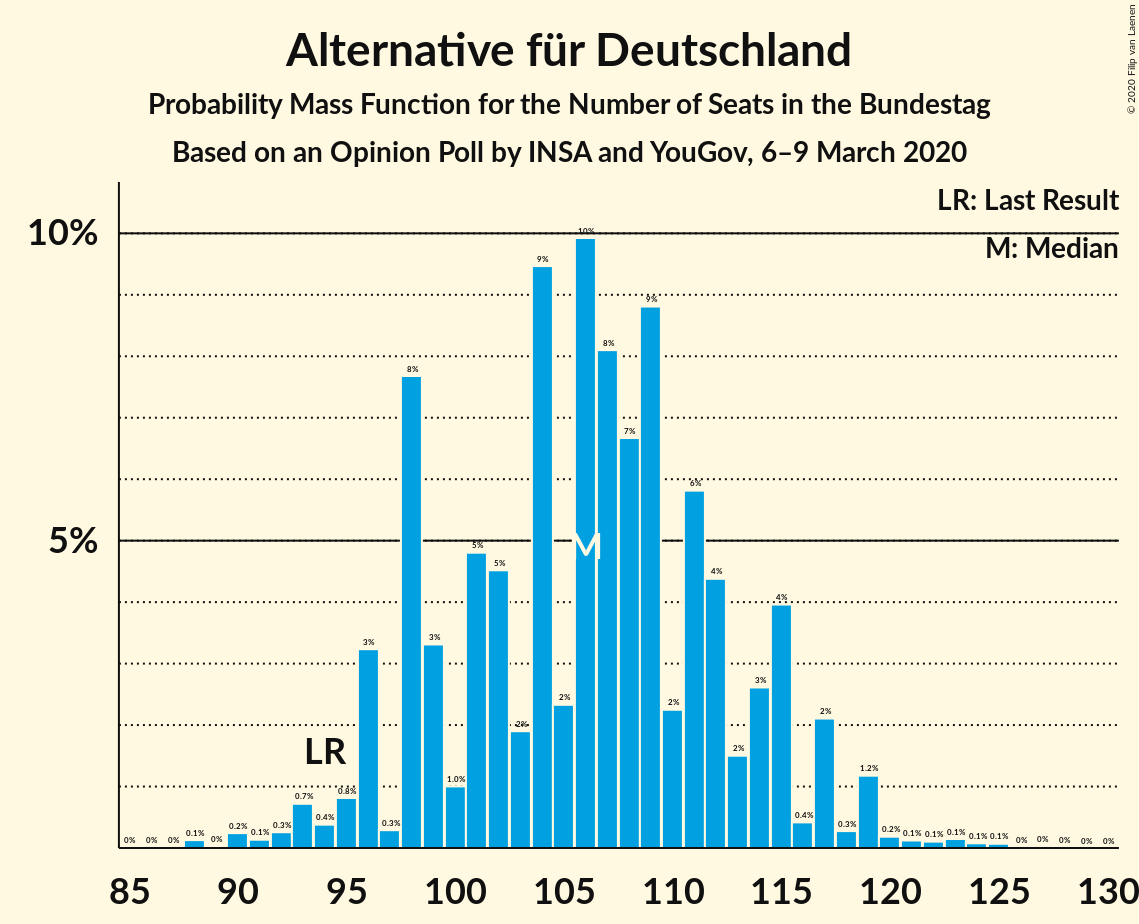 Alternative für Deutschland
Probability Mass Function for the Number of Seats in the Bundestag
Based on an Opinion Poll by INSA and YouGov, 6–9 March 2020
© 2020 Filip van Laenen
LR: Last Result
M: Median
10%
5%
0% 0% 0% 0.1% 0% 0.2% 0.1% 0.3% 0.7% 0.4% 0.8% 3% 0.3% 8% 3% 1.0% 5% 5% 2% 9% 2% 10% 8% 7% 9% 2% 6% 4% 2% 3% 4% 0.4% 2% 0.3% 1.2% 0.2% 0.1% 0.1% 0.1% 0.1% 0.1% 0% 0% 0% 0% 0%
M
LR
85 90 95 100 105 110 115 120 125 130